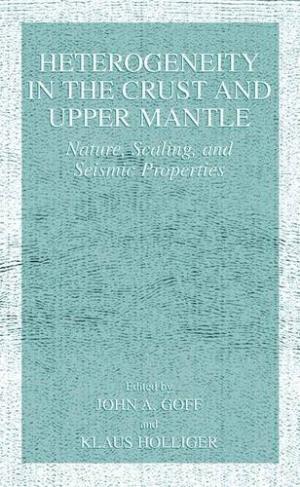 HETEROGENEITY
IN THE CRUST AND
UPPER MANTLE
Nature, Scaling, and
Seismic Properties
Edited by
JOHN A. GOFF
and
KLAUS HOLLIGER